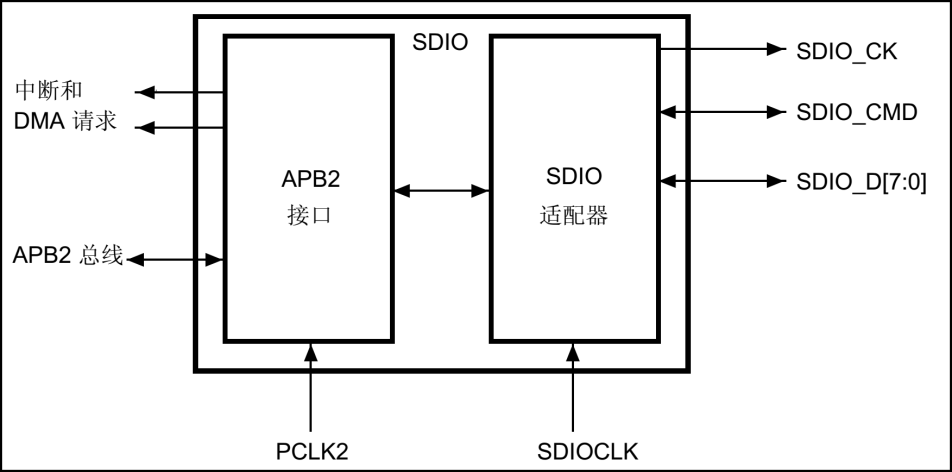 SDIO
中断和
DMA 请求
APB2 总线
APB2
接口
SDIO
适配器
SDIO_CK
SDIO_CMD
SDIO_D[7:0]
PCLK2
SDIOCLK